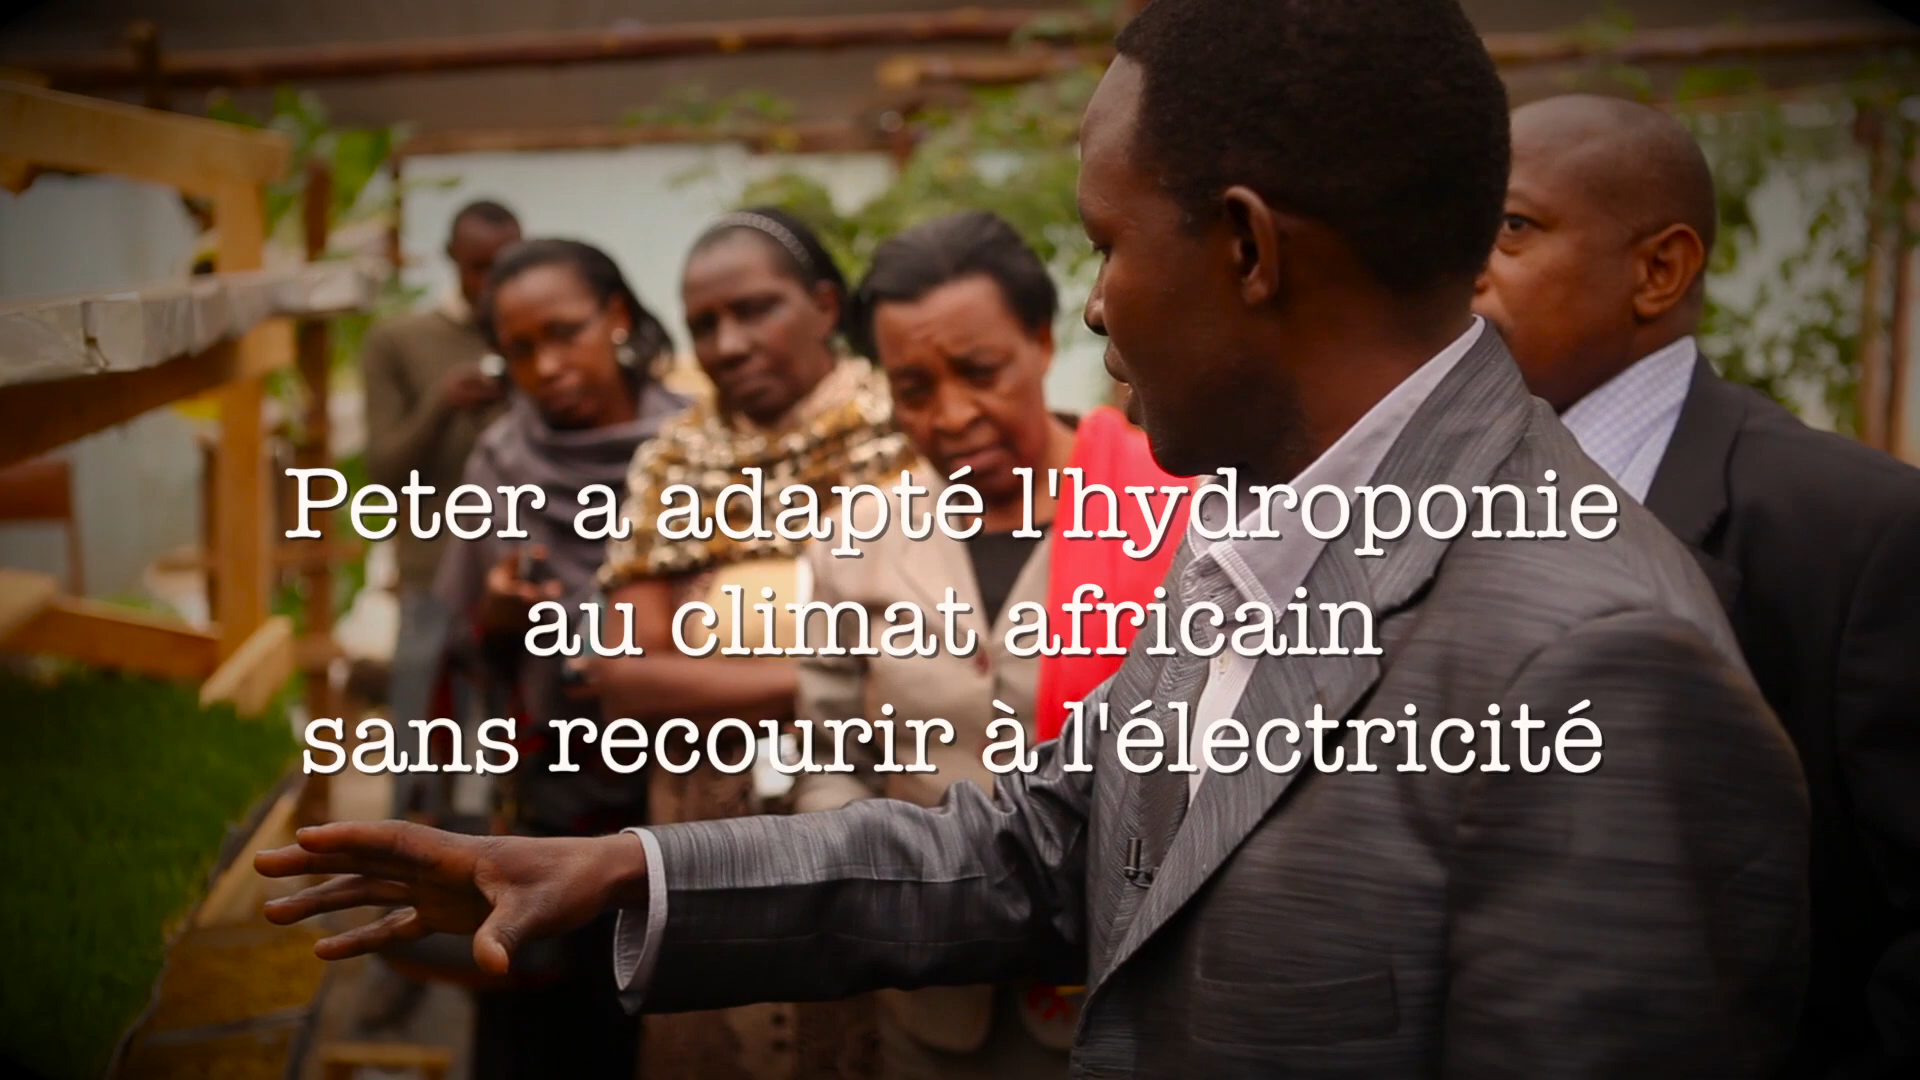 Peter a adapté l'hydroponie
au climat africain
sans recourir à l'électricité